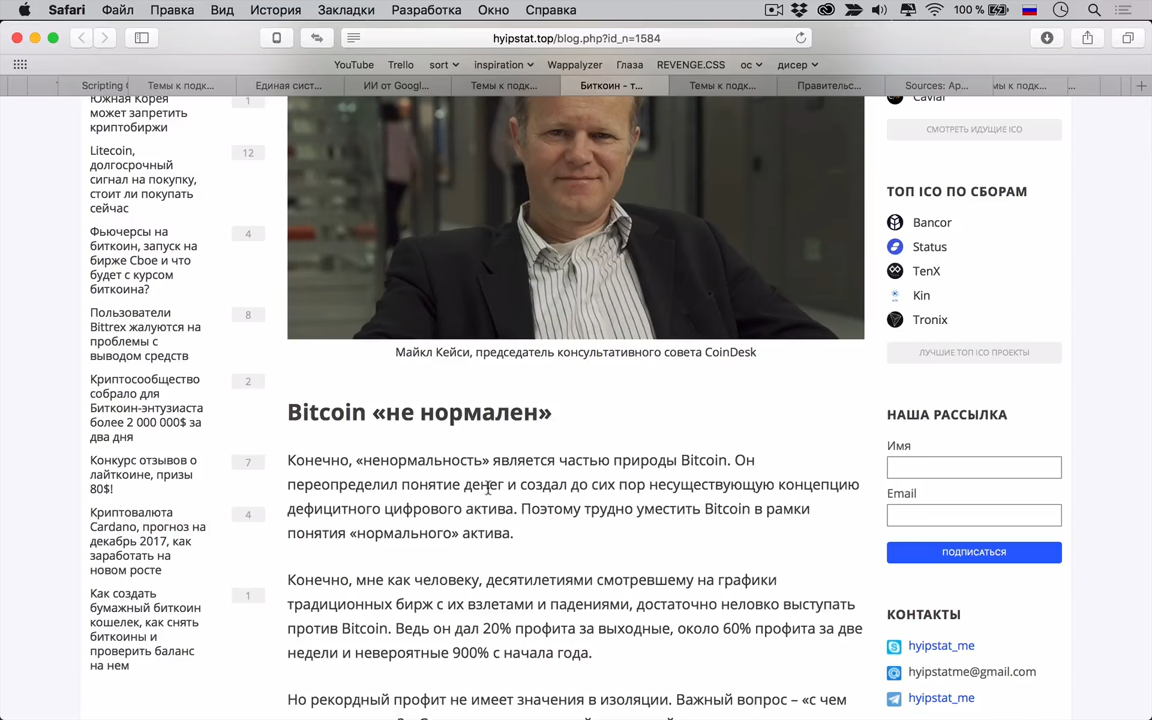 Safari Файл Правка Вид История Закладки Разработка Окно Справка 100 %
hyipstat.top/blog.php?id_n=1584
YouTube Trello sort inspiration Wappalyzer Глаза REVENGE.CSS ос дисер
Scripting Темы к подк... Единая сист... ИИ от Googl... Темы к подк... Биткоин - т... Темы к подк... Правительс... Sources: Ap... мы к подк...
Южная Корея 1
может запретить
криптобиржи
Litecoin, 12
долгосрочный
сигнал на покупку,
стоит ли покупать
сейчас
Фьючерсы на 4
биткоин, запуск на
бирже Cboe и что
будет с курсом
биткоина?
Пользователи 8
Bittrex жалуются на
проблемы с
выводом средств
Криптосообщество 2
собрало для
Биткоин-энтузиаста
более 2 000 000$ за
два дня
Конкурс отзывов о 7
лайткоине, призы
80$!
Криптовалюта 4
Cardano, прогноз на
декабрь 2017, как
заработать на
новом росте
Как создать 1
бумажный биткоин
кошелек, как снять
биткоины и
проверить баланс
на нем
Майкл Кейси, председатель консультативного совета CoinDesk
Bitcoin «не нормален»
Конечно, «ненормальность» является частью природы Bitcoin. Он
переопределил понятие денег и создал до сих пор несуществующую концепцию
дефицитного цифрового актива. Поэтому трудно уместить Bitcoin в рамки
понятия «нормального» актива.
Конечно, мне как человеку, десятилетиями смотревшему на графики
традиционных бирж с их взлетами и падениями, достаточно неловко выступать
против Bitcoin. Ведь он дал 20% профита за выходные, около 60% профита за две
недели и невероятные 900% с начала года.
Но рекордный профит не имеет значения в изоляции. Важный вопрос – «с чем
Caviar
СМОТРЕТЬ ИДУЩИЕ ICO
ТОП ICO ПО СБОРАМ
Bancor
Status
TenX
Kin
Tronix
ЛУЧШИЕ ТОП ICO ПРОЕКТЫ
НАША РАССЫЛКА
Имя
Email
ПОДПИСАТЬСЯ
КОНТАКТЫ
hyipstat_me
hyipstatme@gmail.com
hyipstat_me